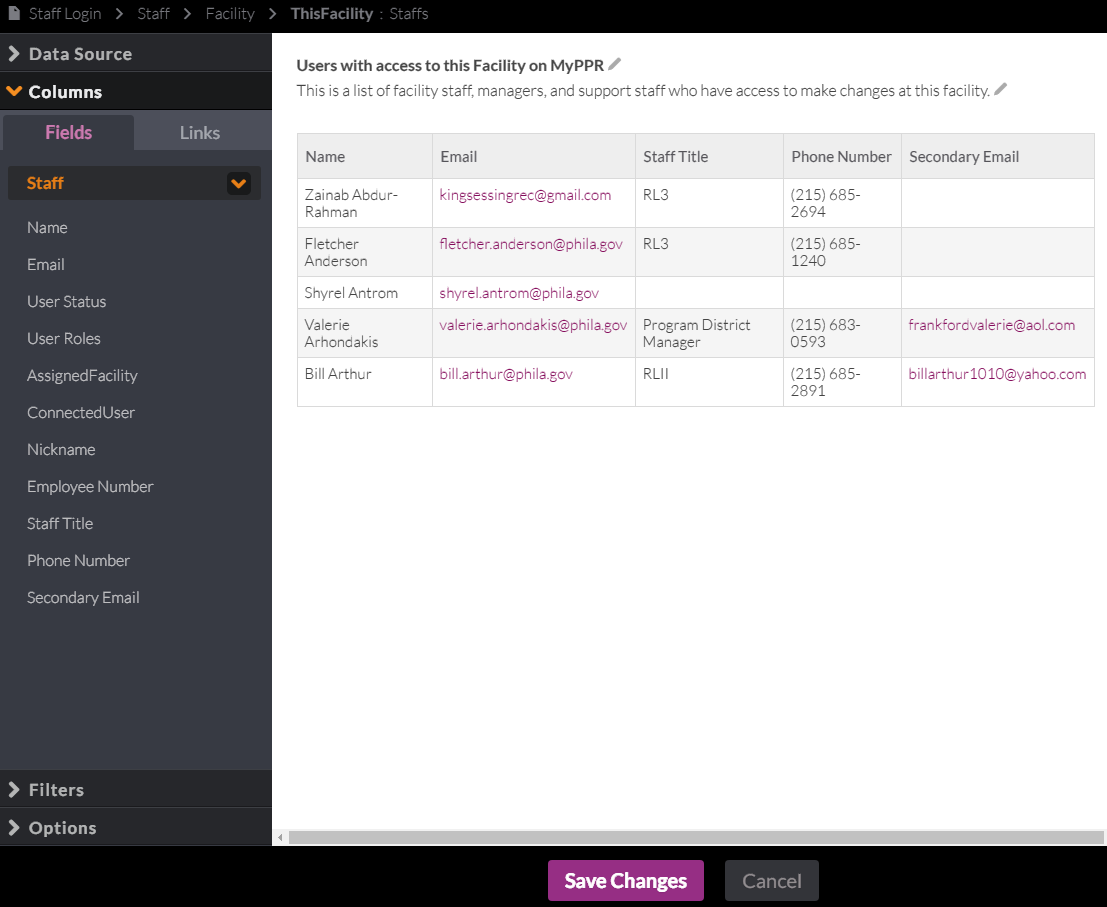 Staff Login > Staff > Facility > ThisFacility : Staffs
Data Source
Columns
Fields Links
Staff
Name
Email
User Status
User Roles
AssignedFacility
ConnectedUser
Nickname
Employee Number
Staff Title
Phone Number
Secondary Email
Filters
Options
Users with access to this Facility on MyPPR
This is a list of facility staff, managers, and support staff who have access to make changes at this facility.
Name Email Staff Title Phone Number Secondary Email
Zainab Abdur- kingsessingrec@gmail.com RL3 (215) 685-
Rahman 2694
Fletcher fletcher.anderson@phila.gov RL3 (215) 685-
Anderson 1240
Shyrel Antrom shyrel.antrom@phila.gov
Valerie valerie.arhondakis@phila.gov Program District (215) 683- frankfordvalerie@aol.com
Arhondakis Manager 0593
Bill Arthur bill.arthur@phila.gov RLII (215) 685- billarthur1010@yahoo.com
2891
Save Changes Cancel